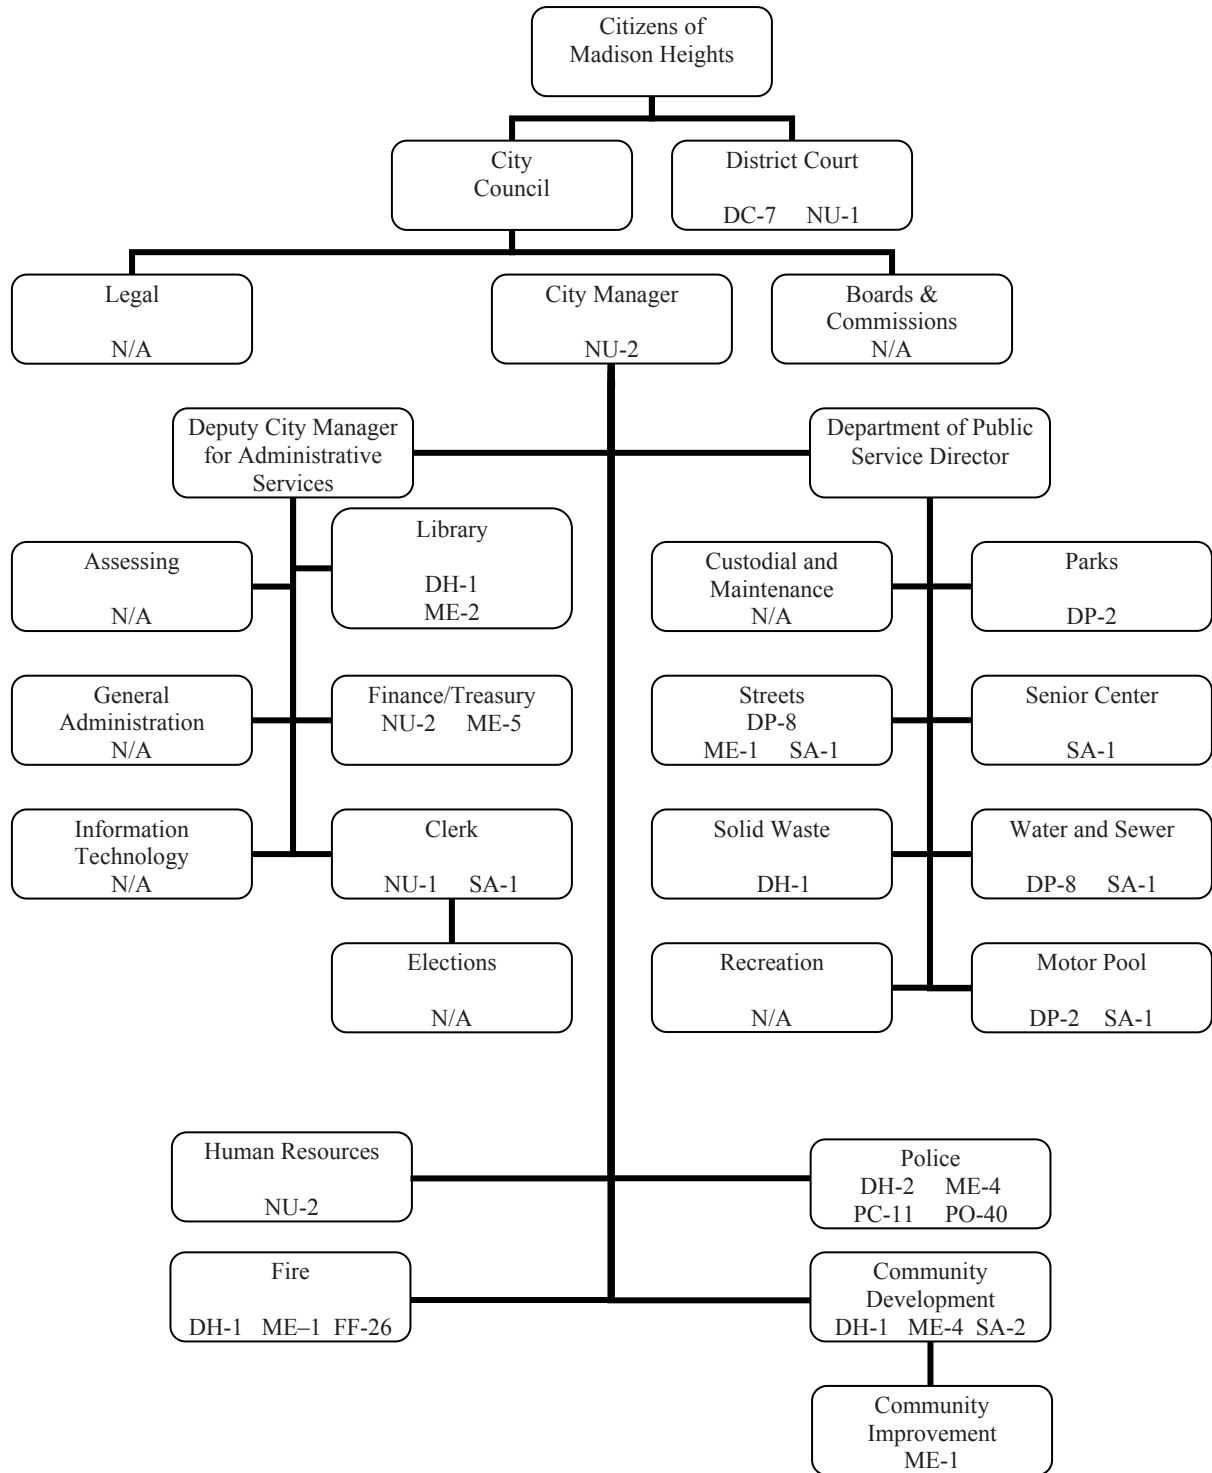 Citizens of
Madison Heights
City
Council
District Court
DC-7 NU-1
Legal
N/A
City Manager
NU-2
Boards &
Commissions
N/A
Deputy City Manager
for Administrative
Services
Department of Public
Service Director
Assessing
N/A
Library
DH-1
ME-2
Custodial and
Maintenance
N/A
Parks
DP-2
General
Administration
N/A
Finance/Treasury
NU-2 ME-5
Streets
DP-8
ME-1 SA-1
Senior Center
SA-1
Information
Technology
N/A
Clerk
NU-1 SA-1
Solid Waste
DH-1
Water and Sewer
DP-8 SA-1
Elections
N/A
Recreation
N/A
Motor Pool
DP-2 SA-1
Human Resources
NU-2
Police
DH-2 ME-4
PC-11 PO-40
Fire
DH-1 ME–1 FF-26
Community
Development
DH-1 ME-4 SA-2
Community
Improvement
ME-1